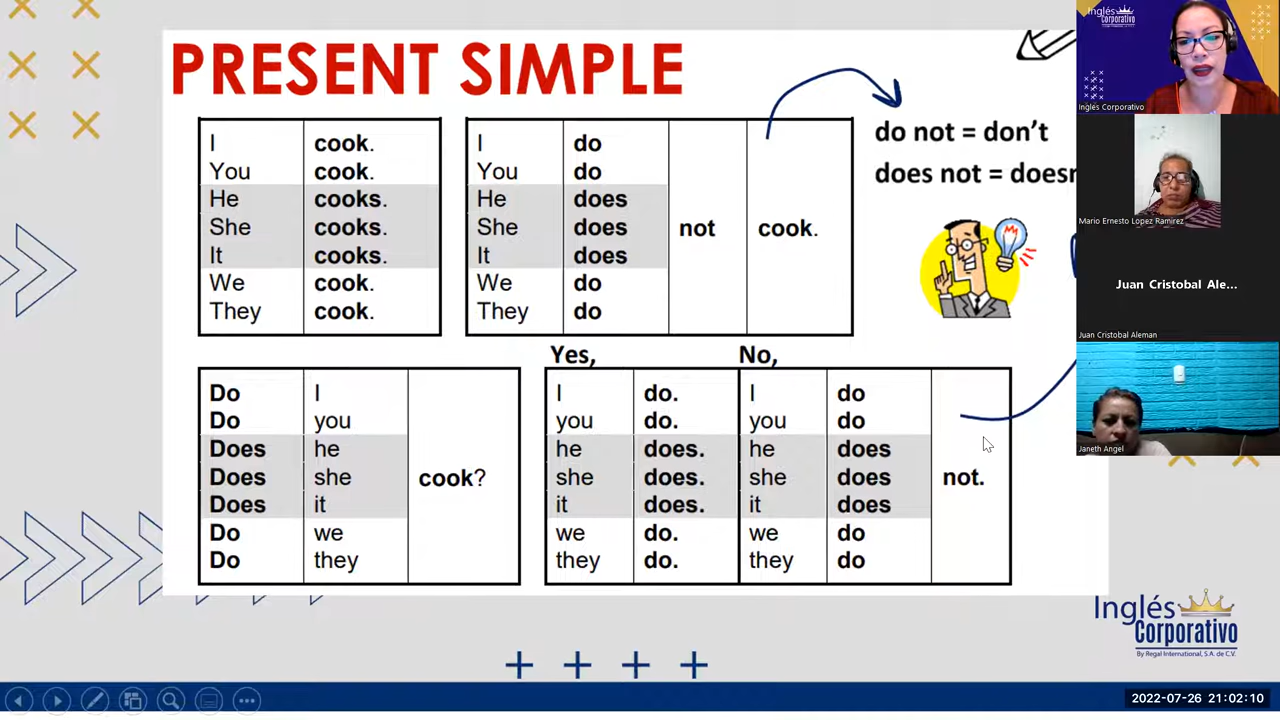 PRESENT SIMPLE
I cook.
You cook.
He cooks.
She cooks.
It cooks.
We cook.
They cook.
I do
You do
He does
She does
It does
We do
They do
not
cook.
do not = don't
does not = doesn
Yes,
No,
Do I
Do you
Does he
Does she
Does it
Do we
Do they
cook?
I do.
you do.
he does.
she does.
it does.
we do.
they do.
I do
you do
he does
she does
it does
we do
they do
not.
Inglés
Corporativo
Inglés Corporativo
Mario Ernesto Lopez Ramirez
Juan Cristobal Ale...
Juan Cristobal Aleman
Janeth Angel
Inglés
Corporativo
By Regal International, S.A. de C.V.
2022-07-26 21:02:10